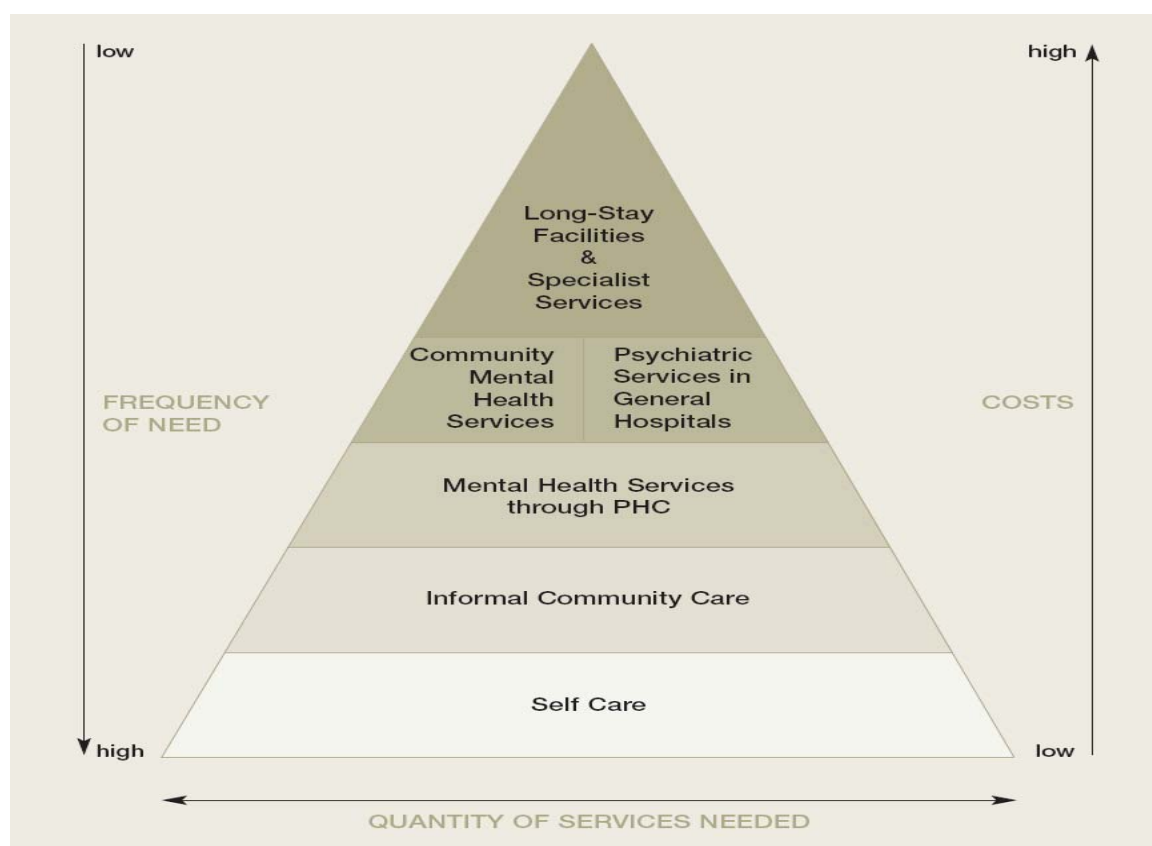 low
high
Long-Stay
Facilities
&
Specialist
Services
Community
Mental
Health
Services
Psychiatric
Services in
General
Hospitals
FREQUENCY
OF NEED
COSTS
Mental Health Services
through PHC
Informal Community Care
Self Care
high
low
QUANTITY OF SERVICES NEEDED